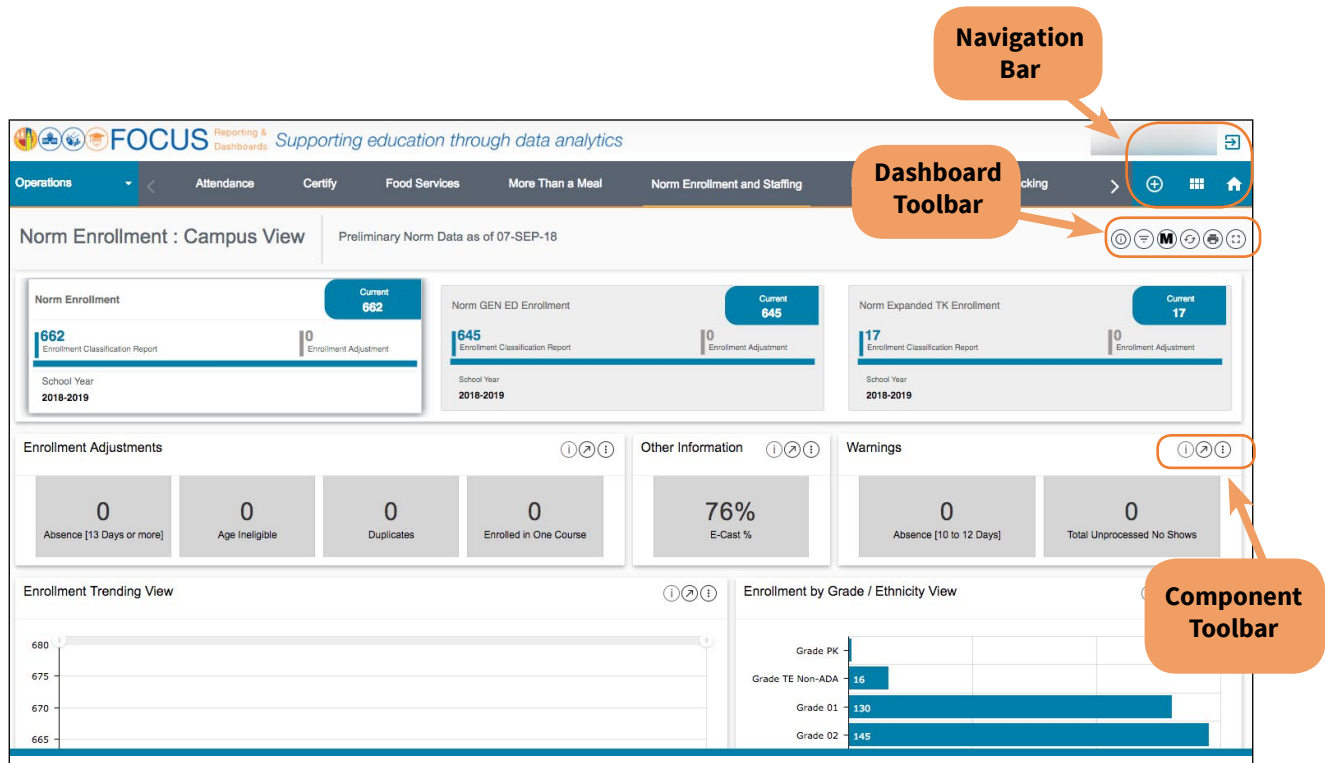 Navigation
Bar
FOCUS Reporting & Dashboards Supporting education through data analytics
Dashboard
Toolbar
Operations Attendance Certify Food Services More Than a Meal Norm Enrollment and Staffing
Norm Enrollment : Campus View Preliminary Norm Data as of 07-SEP-18
M
Norm Enrollment
Current
662
662
Enrollment Classification Report
0
Enrollment Adjustment
School Year
2018-2019
Norm GEN ED Enrollment
Current
645
645
Enrollment Classification Report
0
Enrollment Adjustment
School Year
2018-2019
Norm Expanded TK Enrollment
Current
17
17
Enrollment Classification Report
0
Enrollment Adjustment
School Year
2018-2019
Enrollment Adjustments
0
Absence [13 Days or more]
0
Age Ineligible
0
Duplicates
0
Enrolled in One Course
Other Information
76%
E-Cast %
Warnings
0
Absence [10 to 12 Days]
0
Total Unprocessed No Shows
Component
Toolbar
Enrollment Trending View
680
675
670
665
Enrollment by Grade / Ethnicity View
Grade PK
Grade TE Non-ADA 16
Grade 01 130
Grade 02 145